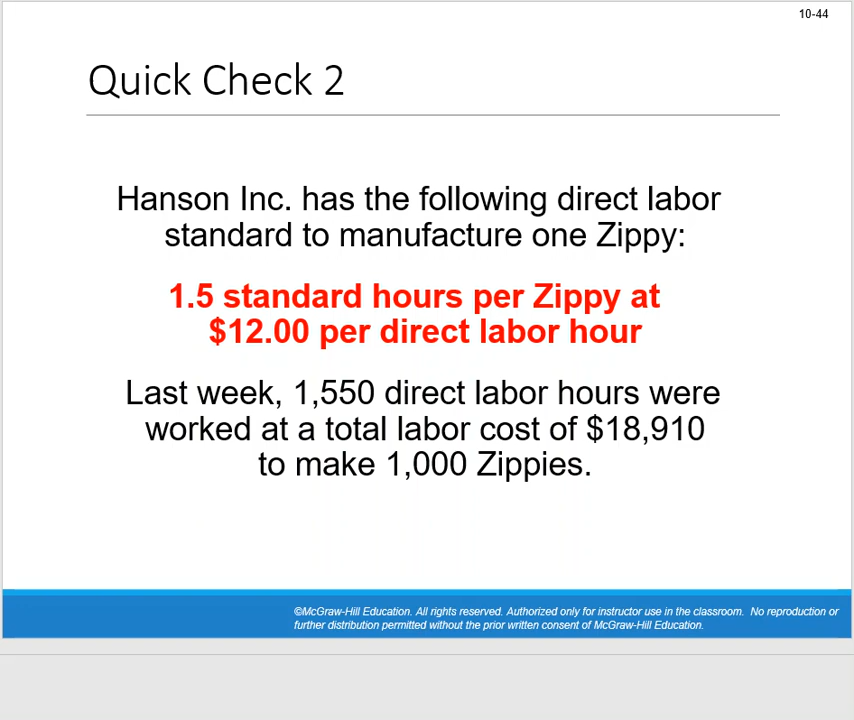 10-44
Quick Check 2
Hanson Inc. has the following direct labor
standard to manufacture one Zippy:
1.5 standard hours per Zippy at
$12.00 per direct labor hour
Last week, 1,550 direct labor hours were
worked at a total labor cost of $18,910
to make 1,000 Zippies.
©McGraw-Hill Education. All rights reserved. Authorized only for instructor use in the classroom.  No reproduction or
further distribution permitted without the prior written consent of McGraw-Hill Education.